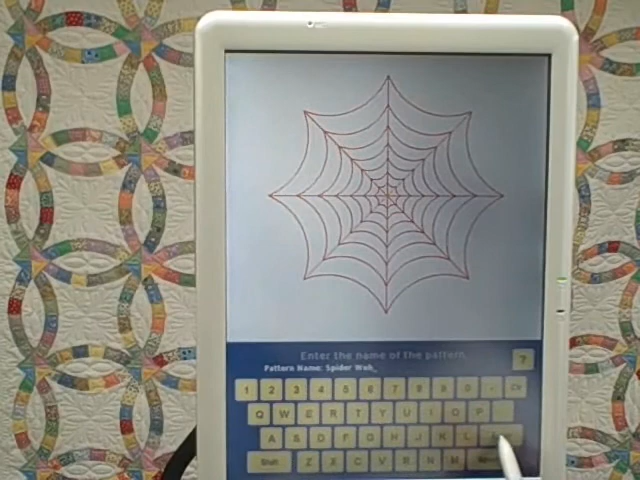 Enter the name of the pattern.
Pattern Name: Spider Web_
?
1 2 3 4 5 6 7 8 9 0 - Clr
Q W E R T Y U I O P
A S D F G H J K L
Shift Z X C V B N M